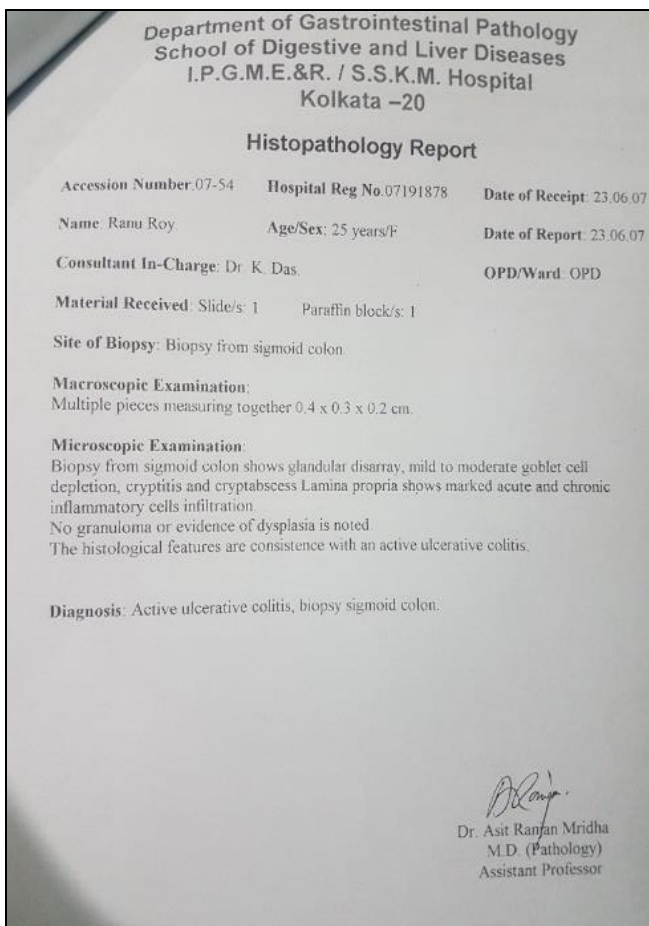 Department of Gastrointestinal Pathology
School of Digestive and Liver Diseases
I.P.G.M.E.&R. / S.S.K.M. Hospital
Kolkata –20
Histopathology Report
Accession Number.07-54 Hospital Reg No.07191878 Date of Receipt: 23.06.07
Name: Ranu Roy Age/Sex: 25 years/F Date of Report: 23.06.07
Consultant In-Charge: Dr. K. Das. OPD/Ward: OPD
Material Received: Slide/s: 1 Paraffin block/s: 1
Site of Biopsy: Biopsy from sigmoid colon.
Macroscopic Examination:
Multiple pieces measuring together 0.4 x 0.3 x 0.2 cm.
Microscopic Examination:
Biopsy from sigmoid colon shows glandular disarray, mild to moderate goblet cell
depletion, cryptitis and cryptabscess Lamina propria shows marked acute and chronic
inflammatory cells infiltration.
No granuloma or evidence of dysplasia is noted.
The histological features are consistence with an active ulcerative colitis.
Diagnosis: Active ulcerative colitis, biopsy sigmoid colon.
Dr. Asit Ranjan Mridha
M.D. (Pathology)
Assistant Professor